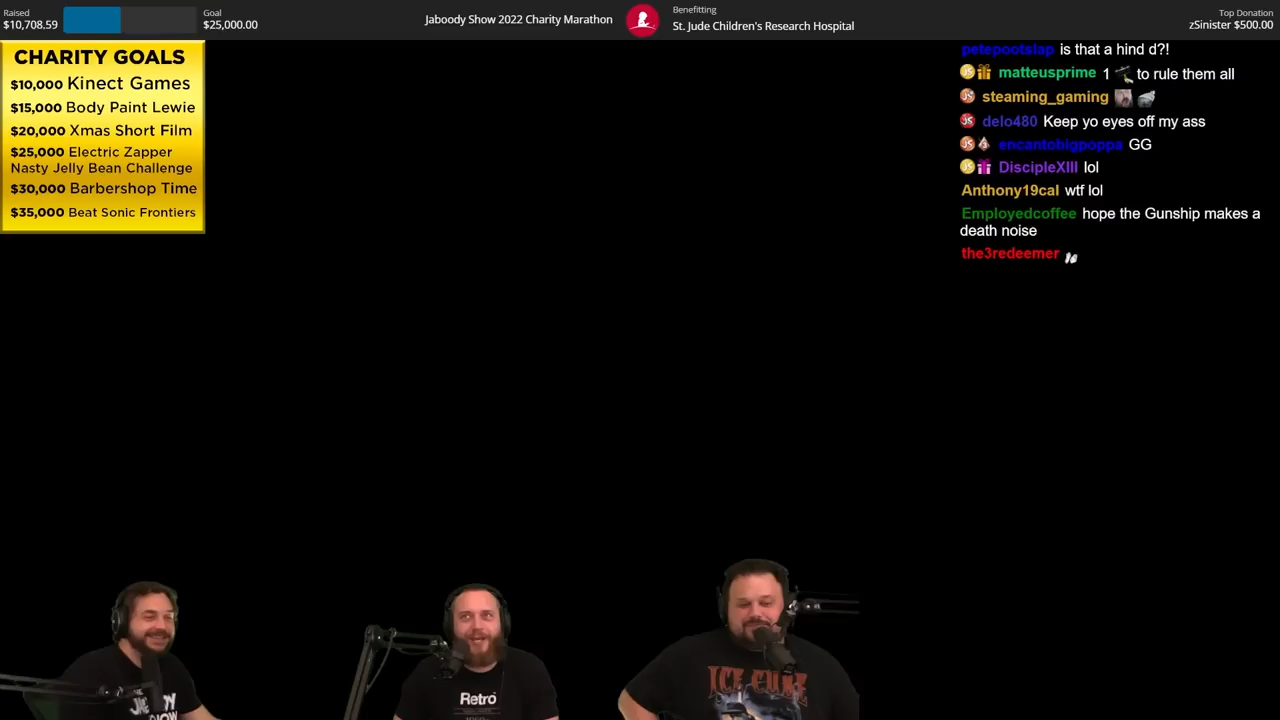 Raised
$10,708.59
Goal
$25,000.00
Jaboody Show 2022 Charity Marathon
Benefitting
St. Jude Children's Research Hospital
Top Donation
zSinister $500.00
CHARITY GOALS
$10,000 Kinect Games
$15,000 Body Paint Lewie
$20,000 Xmas Short Film
$25,000 Electric Zapper
Nasty Jelly Bean Challenge
$30,000 Barbershop Time
$35,000 Beat Sonic Frontiers
petepootslap is that a hind d?!
matteusprime 1 to rule them all
steaming_gaming
delo480 Keep yo eyes off my ass
encantobigpoppa GG
DiscipleXIII lol
Anthony19cal wtf lol
Employedcoffee hope the Gunship makes a
death noise
the3redeemer
Retro
ICE CUBE